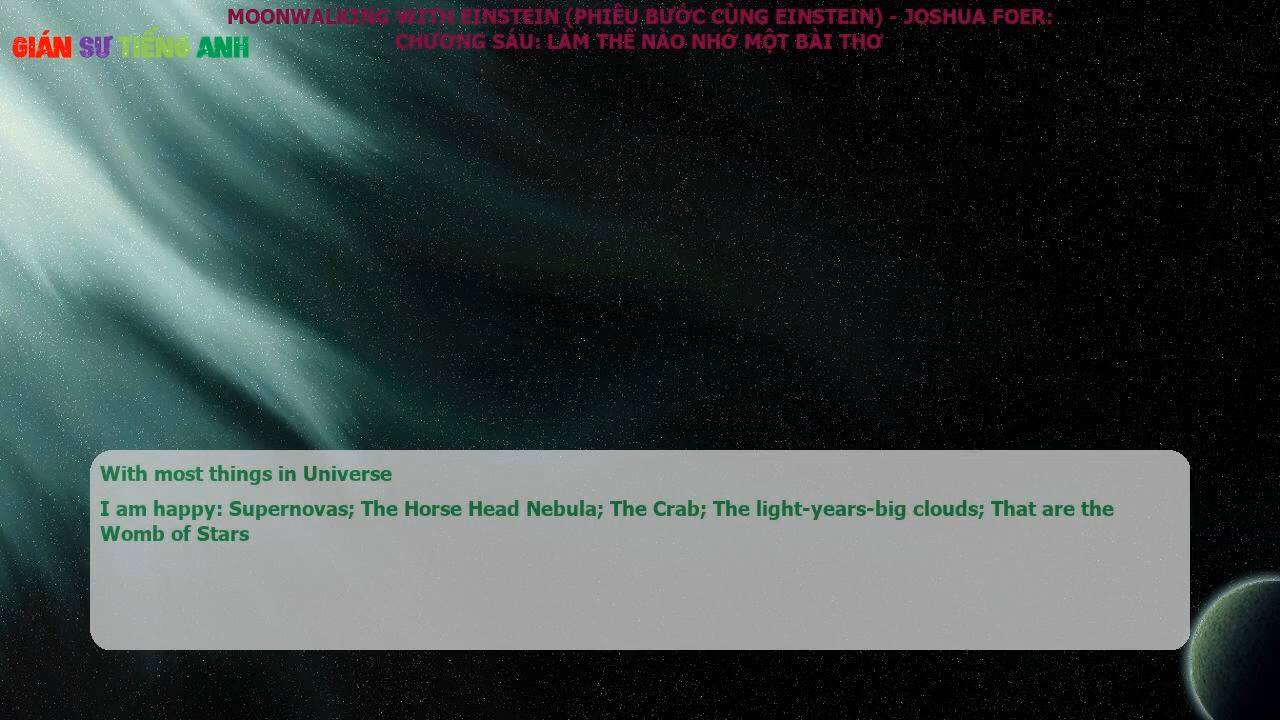 MOONWALKING WITH EINSTEIN (PHIÊU BƯỚC CÙNG EINSTEIN) - JOSHUA FOER:
CHƯƠNG SÁU: LÀM THẾ NÀO NHỚ MỘT BÀI THƠ
GIÁN SƯ TIẾNG ANH
With most things in Universe
I am happy: Supernovas; The Horse Head Nebula; The Crab; The light-years-big clouds; That are the
Womb of Stars